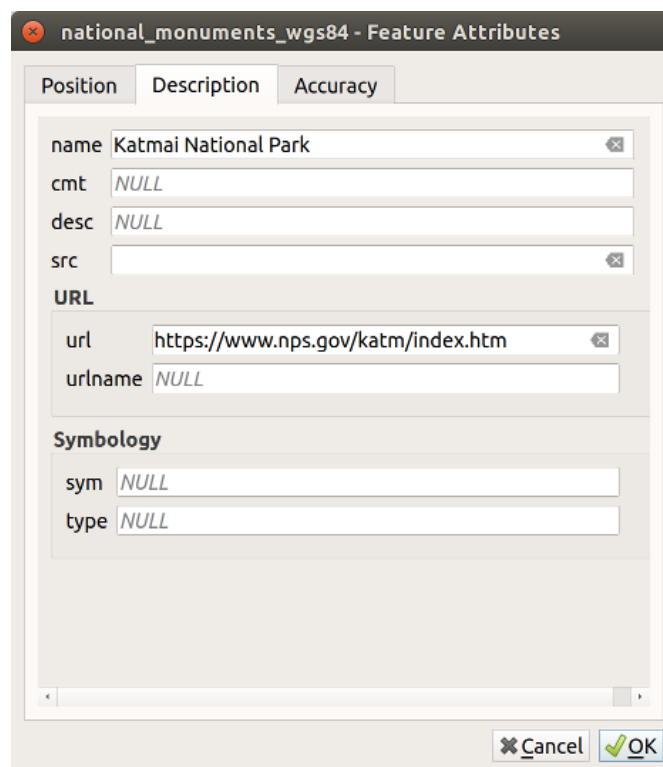 national_monuments_wgs84 - Feature Attributes
Position Description Accuracy
name Katmai National Park
cmt NULL
desc NULL
src
URL
url https://www.nps.gov/katm/index.htm
urlname NULL
Symbology
sym NULL
type NULL
Cancel OK